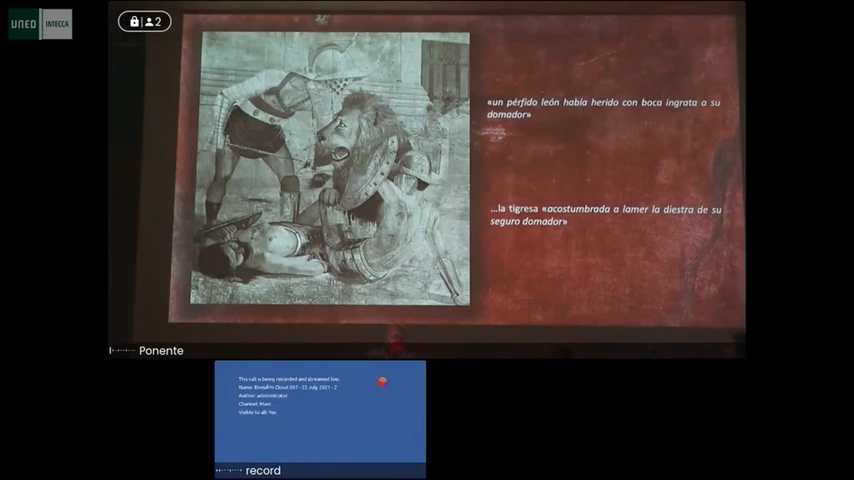 UNED INTECCA
2
«un pérfido león había herido con boca ingrata a su
domador»
...la tigresa «acostumbrada a lamer la diestra de su
seguro domador»
Ponente
This call is being recorded and streamed live.
Author: administrator
Channel: Main
Visible to all: Yes
record